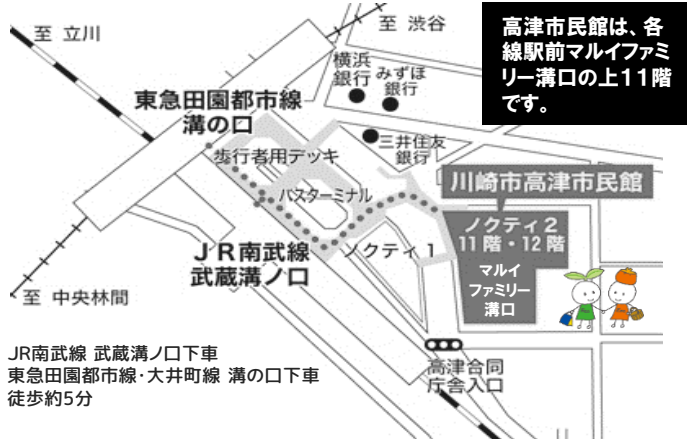 至 立川
至 渋谷
高津市民館は、各
線駅前マルイファミ
リー溝口の上11階
です。
横浜
銀行
みずほ
銀行
東急田園都市線
溝の口
三井住友
銀行
歩行者用デッキ
川崎市高津市民館
バスターミナル
ノクティ2
11階・12階
JR南武線
武蔵溝ノ口
ノクティ1
マルイ
ファミリー
溝口
至 中央林間
JR南武線 武蔵溝ノ口下車
東急田園都市線・大井町線 溝の口下車
徒歩約5分
高津合同
庁舎入口